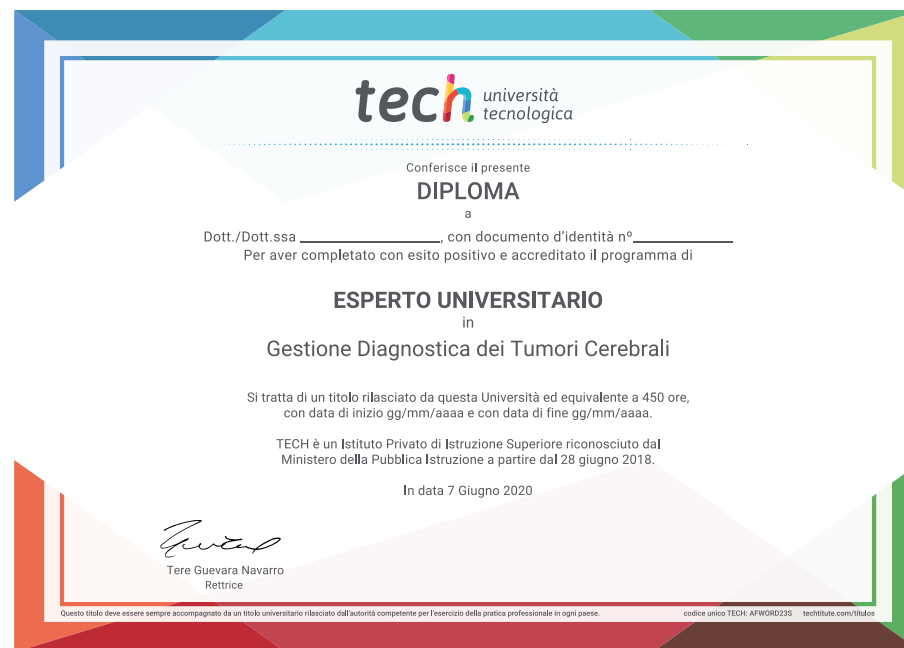 tech università
tecnologica
Conferisce il presente
DIPLOMA
a
Dott./Dott.ssa ____________________, con documento d'identità nº______________
Per aver completato con esito positivo e accreditato il programma di
ESPERTO UNIVERSITARIO
in
Gestione Diagnostica dei Tumori Cerebrali
Si tratta di un titolo rilasciato da questa Università ed equivalente a 450 ore,
con data di inizio gg/mm/aaaa e con data di fine gg/mm/aaaa.
TECH è un Istituto Privato di Istruzione Superiore riconosciuto dal
Ministero della Pubblica Istruzione a partire dal 28 giugno 2018.
In data 7 Giugno 2020
Tere Guevara Navarro
Rettrice
Questo titolo deve essere sempre accompagnato da un titolo universitario rilasciato dall'autorità competente per l'esercizio della pratica professionale in ogni paese. codice unico TECH: AFWORD23S techtitute.com/títulos